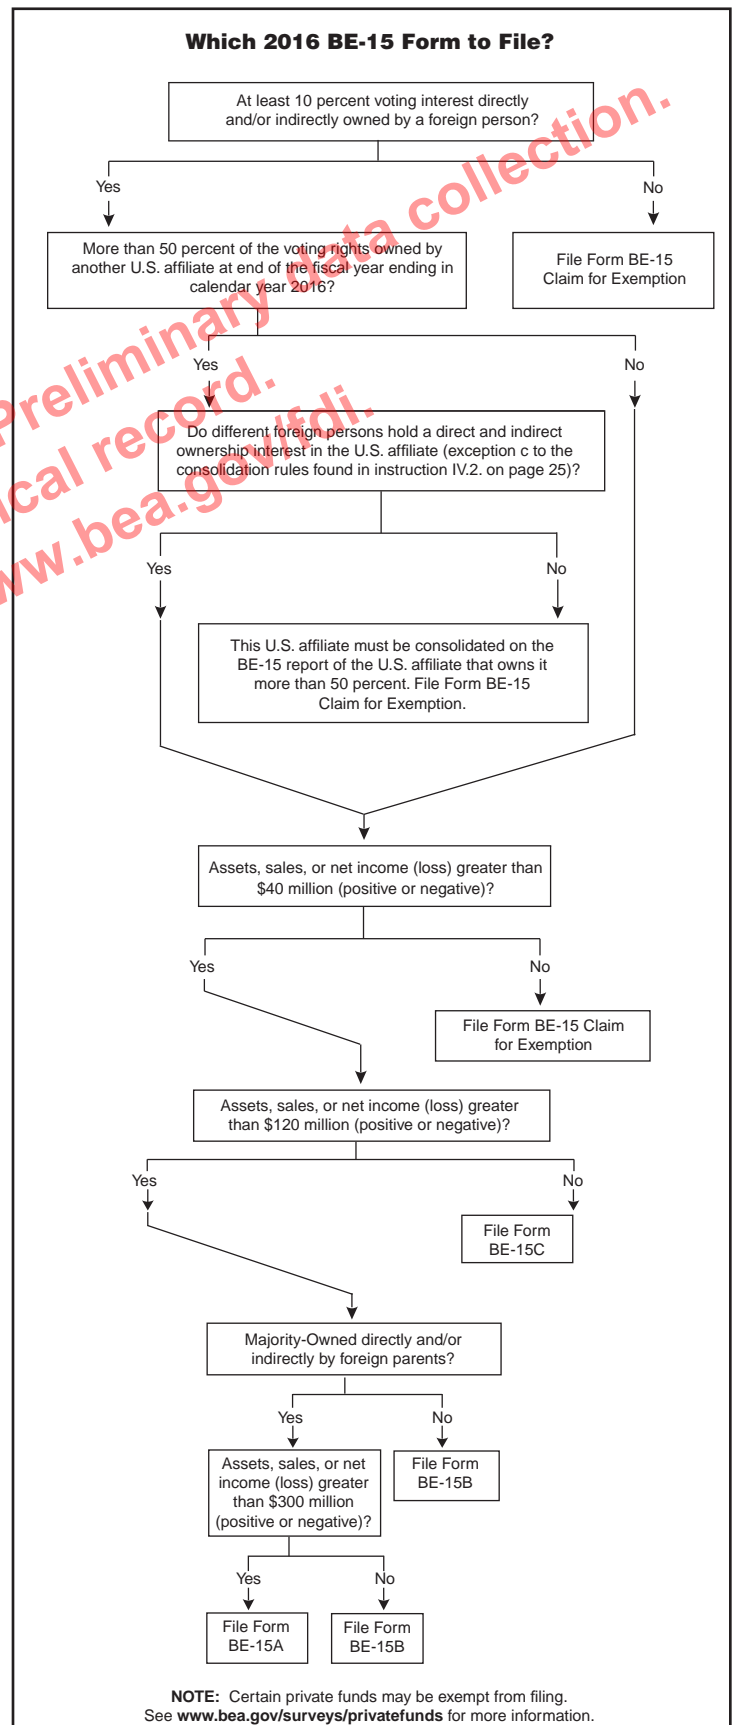 Which 2016 BE-15 Form to File?
At least 10 percent voting interest directly
and/or indirectly owned by a foreign person?
Yes
No
More than 50 percent of the voting rights owned by
another U.S. affiliate at end of the fiscal year ending in
calendar year 2016?
File Form BE-15
Claim for Exemption
Yes
No
Do different foreign persons hold a direct and indirect
ownership interest in the U.S. affiliate (exception c to the
consolidation rules found in instruction IV.2. on page 25)?
Yes
No
This U.S. affiliate must be consolidated on the
BE-15 report of the U.S. affiliate that owns it
more than 50 percent. File Form BE-15
Claim for Exemption.
Assets, sales, or net income (loss) greater than
$40 million (positive or negative)?
Yes
No
File Form BE-15 Claim
for Exemption
Assets, sales, or net income (loss) greater
than $120 million (positive or negative)?
Yes
No
File Form
BE-15C
Majority-Owned directly and/or
indirectly by foreign parents?
Yes
No
Assets, sales, or net
income (loss) greater
than $300 million
(positive or negative)?
File Form
BE-15B
Yes
No
File Form
BE-15A
File Form
BE-15B
NOTE: Certain private funds may be exempt from filing.
See www.bea.gov/surveys/privatefunds for more information.
Preliminary data collection.
ical record.
ww.bea.gov/fdi.